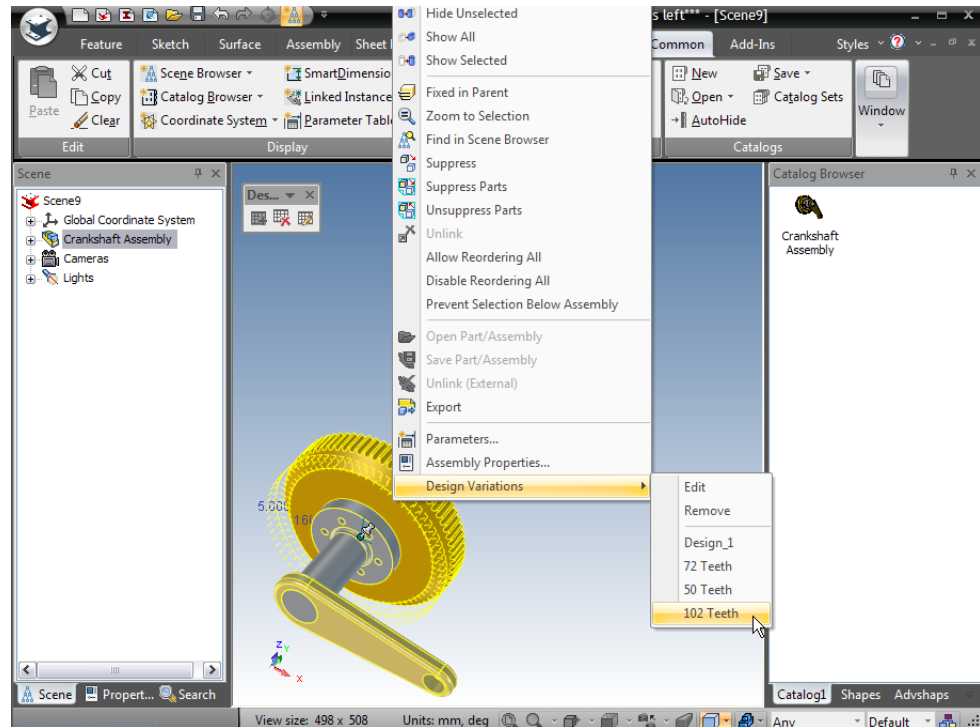 s left*** - [Scene9]
Feature Sketch Surface Assembly Sheet Common Add-Ins Styles
Paste
Cut
Copy
Clear
Edit
Scene Browser
Catalog Browser
Coordinate System
SmartDimensio
Linked Instance
Parameter Table
Display
New
Open
AutoHide
Save
Catalog Sets
Catalogs
Window
Scene
Scene9
Global Coordinate System
Crankshaft Assembly
Cameras
Lights
Des...
Hide Unselected
Show All
Show Selected
Fixed in Parent
Zoom to Selection
Find in Scene Browser
Suppress
Suppress Parts
Unsuppress Parts
Unlink
Allow Reordering All
Disable Reordering All
Prevent Selection Below Assembly
Open Part/Assembly
Save Part/Assembly
Unlink (External)
Export
Parameters...
Assembly Properties...
Design Variations
Edit
Remove
Design_1
72 Teeth
50 Teeth
102 Teeth
Z
Y
X
Catalog Browser
Crankshaft
Assembly
Scene Propert... Search
Catalog1 Shapes Advshaps
View size: 498 x 508 Units: mm, deg Any Default